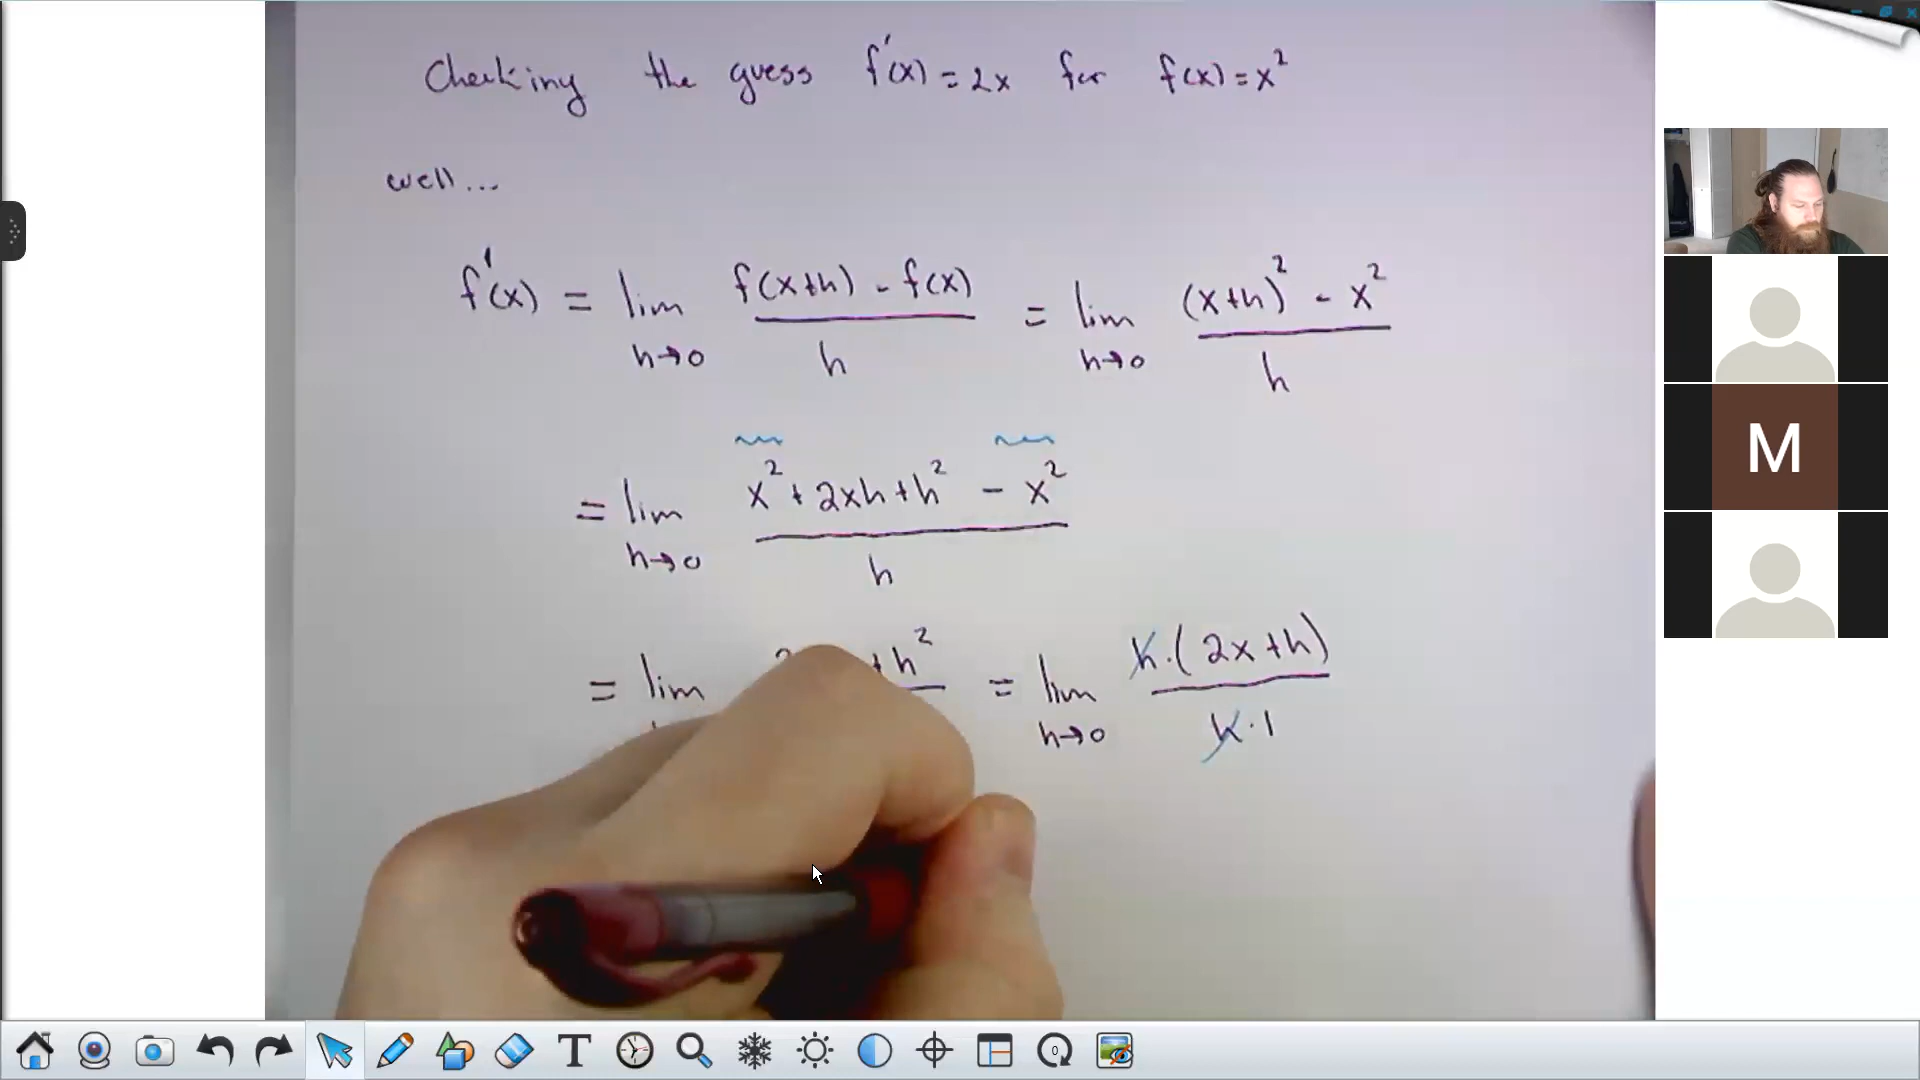 Checking the guess f'(x) = 2x for f(x) = x²
well...
f'(x) = lim h→0 f(x+h) - f(x) / h = lim h→0 (x+h)² - x² / h
= lim h→0 x² + 2xh + h² - x² / h
= lim + h² = lim h→0 h·(2x+h) / h·1
M
T
0